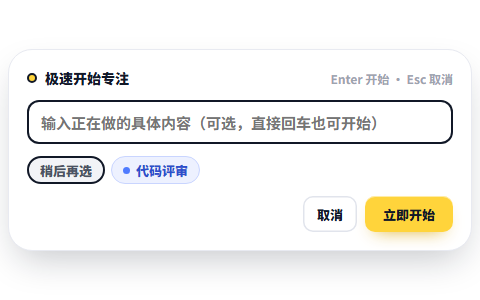 极速开始专注
Enter 开始 · Esc 取消
输入正在做的具体内容（可选，直接回车也可开始）
稍后再选
代码评审
取消
立即开始